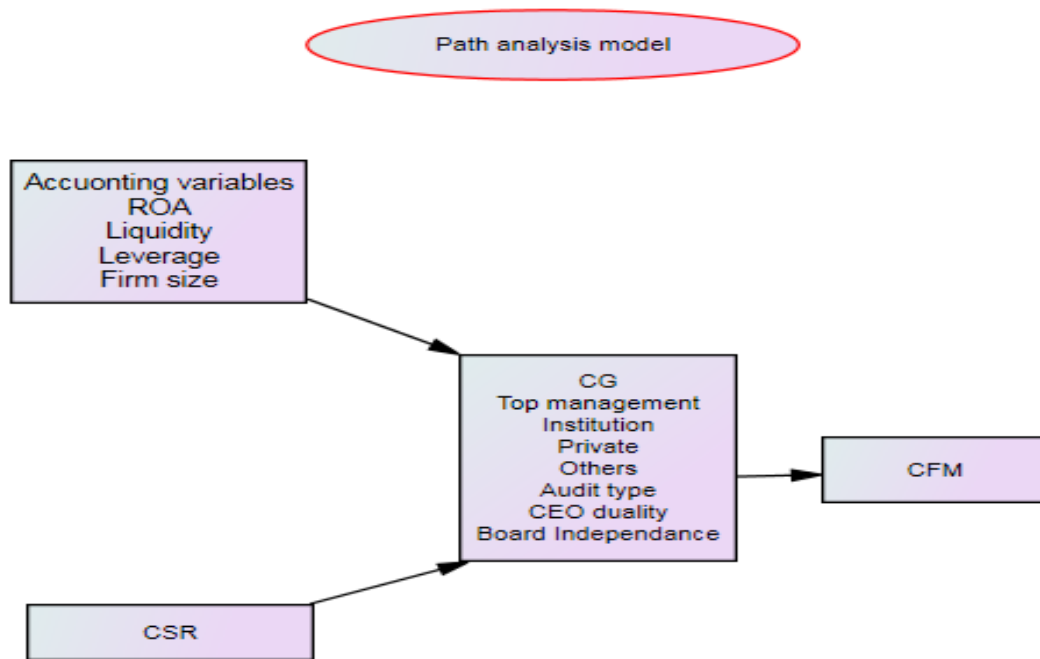 Path analysis model
Accuonting variables
ROA
Liquidity
Leverage
Firm size
CG
Top management
Institution
Private
Others
Audit type
CEO duality
Board Independance
CFM
CSR